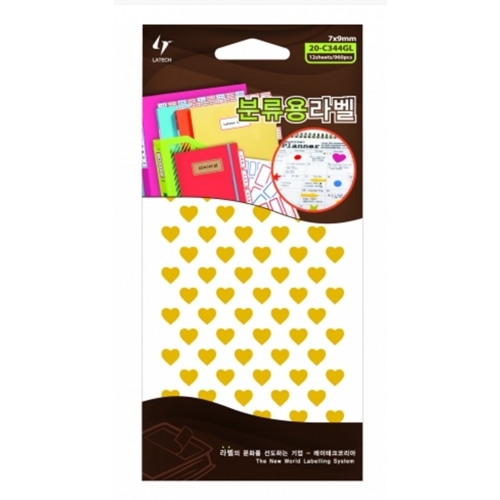 7x9mm
20-C344GL
12sheets/960pcs
LATECH
분류용라벨
Planner
라벨의 문화를 선도하는 기업 - 레이테크코리아
The New World Labelling System